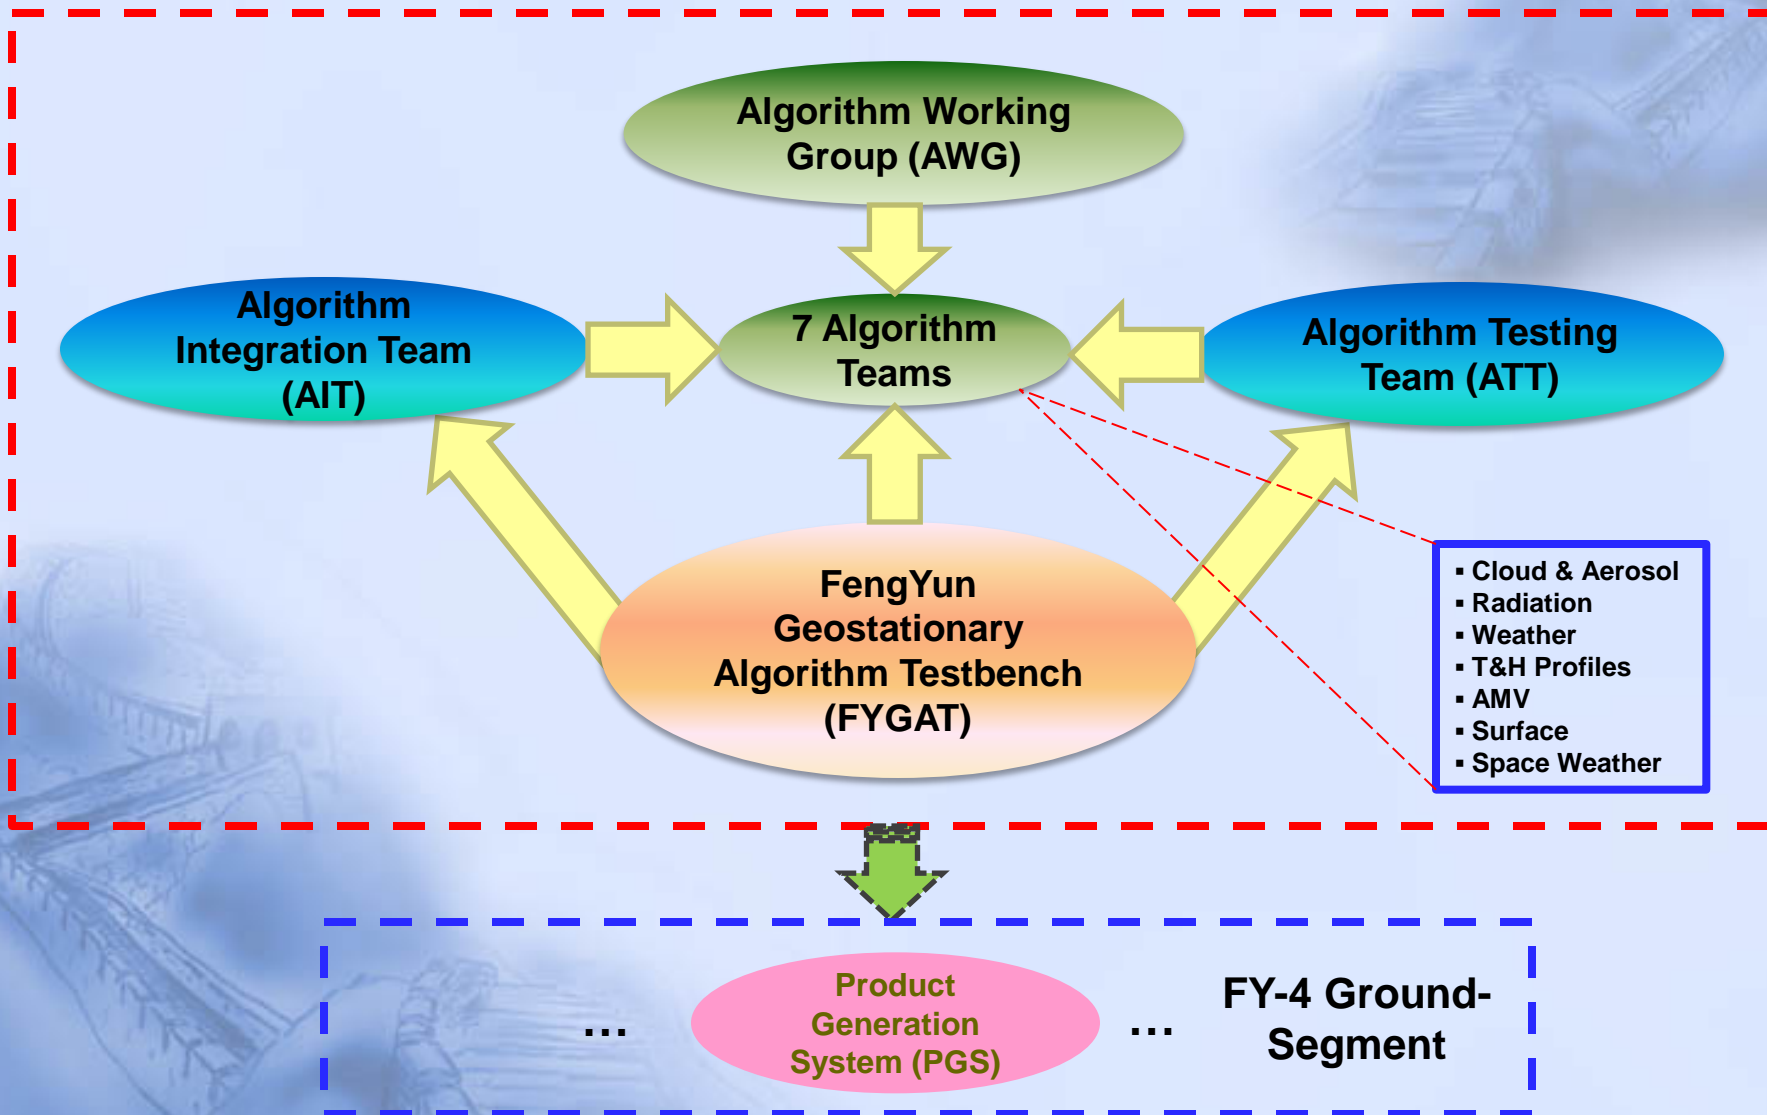 Algorithm Working
Group (AWG)
Algorithm
Integration Team
(AIT)
7 Algorithm
Teams
Algorithm Testing
Team (ATT)
FengYun
Geostationary
Algorithm Testbench
(FYGAT)
▪ Cloud & Aerosol
▪ Radiation
▪ Weather
▪ T&H Profiles
▪ AMV
▪ Surface
▪ Space Weather
...
Product
Generation
System (PGS)
...
FY-4 Ground-
Segment